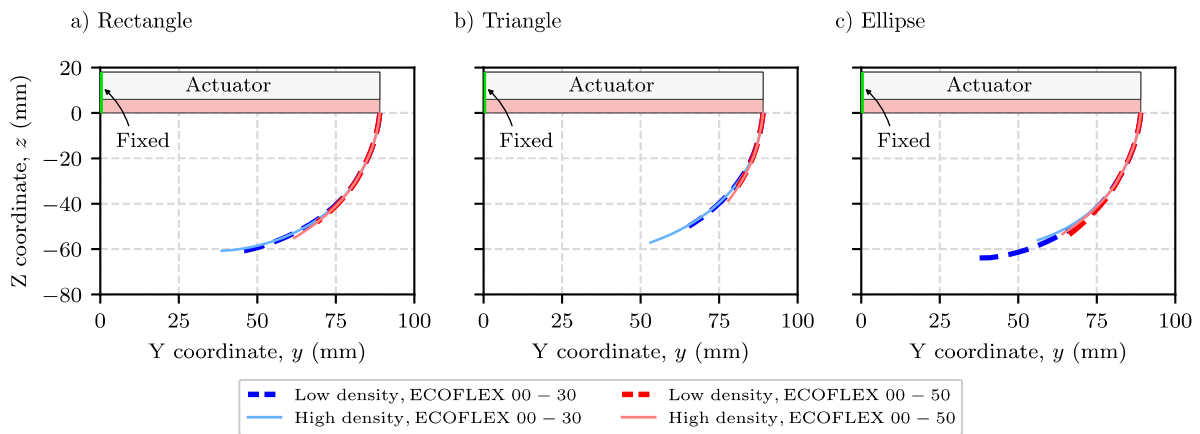 a) Rectangle
b) Triangle
c) Ellipse
Z coordinate, z (mm)
20
0
−20
−40
−60
−80
Actuator
Fixed
0 25 50 75 100
Y coordinate, y (mm)
Actuator
Fixed
0 25 50 75 100
Y coordinate, y (mm)
Actuator
Fixed
0 25 50 75 100
Y coordinate, y (mm)
Low density, ECOFLEX 00 − 30
High density, ECOFLEX 00 − 30
Low density, ECOFLEX 00 − 50
High density, ECOFLEX 00 − 50